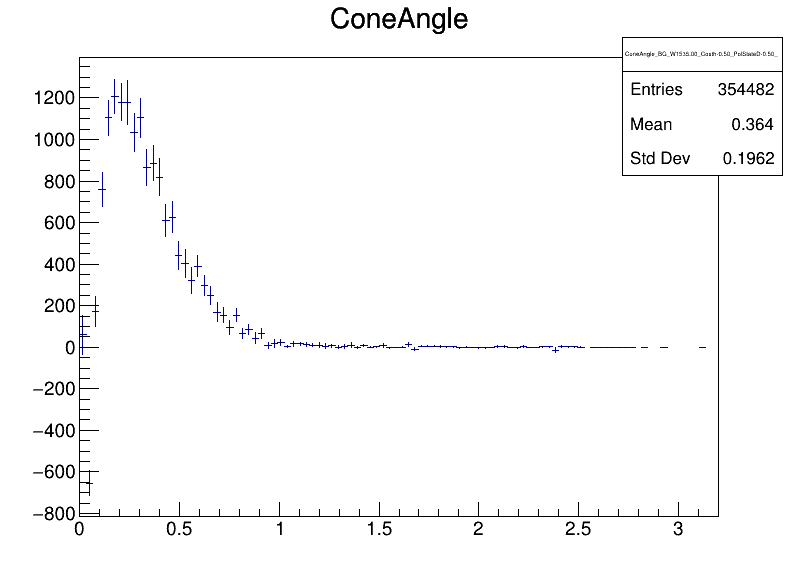 ConeAngle
ConeAngle_BG_W1535.00_Costh-0.50_PolStateD-0.50_
Entries 354482
Mean 0.364
Std Dev 0.1962
1200
1000
800
600
400
200
0
−200
−400
−600
−800
0 0.5 1 1.5 2 2.5 3